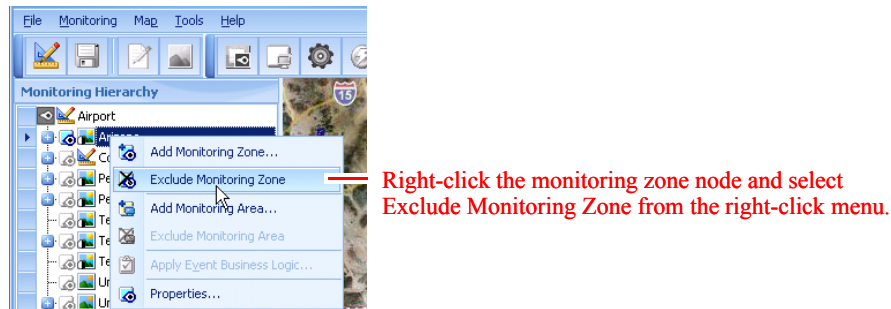 File Monitoring Map Tools Help
Monitoring Hierarchy
15
Airport
Add Monitoring Zone...
Exclude Monitoring Zone
Add Monitoring Area...
Exclude Monitoring Area
Apply Event Business Logic...
Properties...
Right-click the monitoring zone node and select
Exclude Monitoring Zone from the right-click menu.